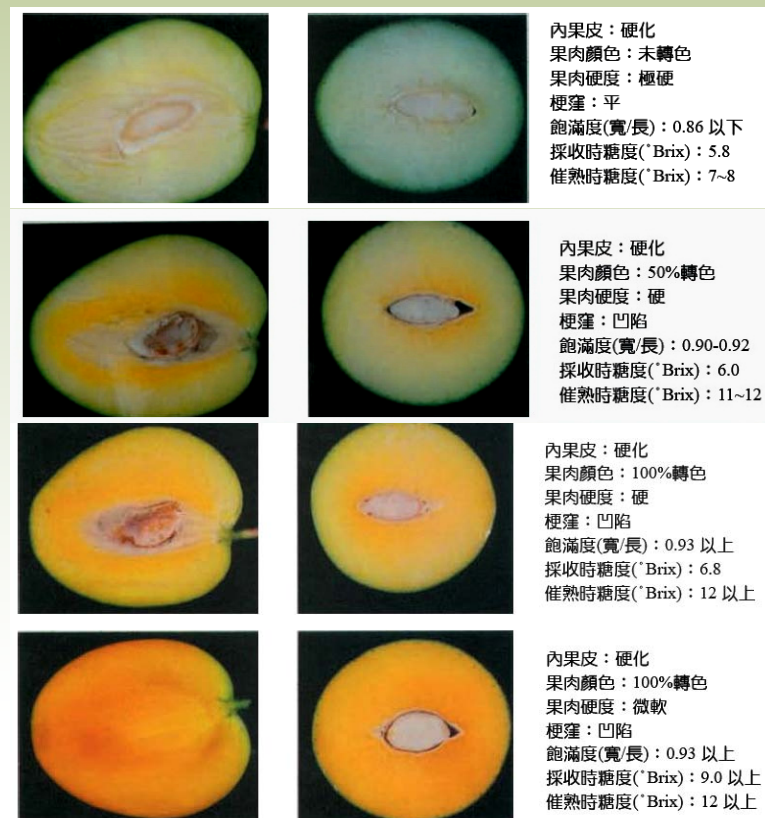 內果皮：硬化
果肉顏色：未轉色
果肉硬度：極硬
梗窪：平
飽滿度(寬/長)：0.86 以下
採收時糖度(˚Brix)：5.8
催熟時糖度(˚Brix)：7~8
內果皮：硬化
果肉顏色：50%轉色
果肉硬度：硬
梗窪：凹陷
飽滿度(寬/長)：0.90-0.92
採收時糖度(˚Brix)：6.0
催熟時糖度(˚Brix)：11~12
內果皮：硬化
果肉顏色：100%轉色
果肉硬度：硬
梗窪：凹陷
飽滿度(寬/長)：0.93 以上
採收時糖度(˚Brix)：6.8
催熟時糖度(˚Brix)：12 以上
內果皮：硬化
果肉顏色：100%轉色
果肉硬度：微軟
梗窪：凹陷
飽滿度(寬/長)：0.93 以上
採收時糖度(˚Brix)：9.0 以上
催熟時糖度(˚Brix)：12 以上